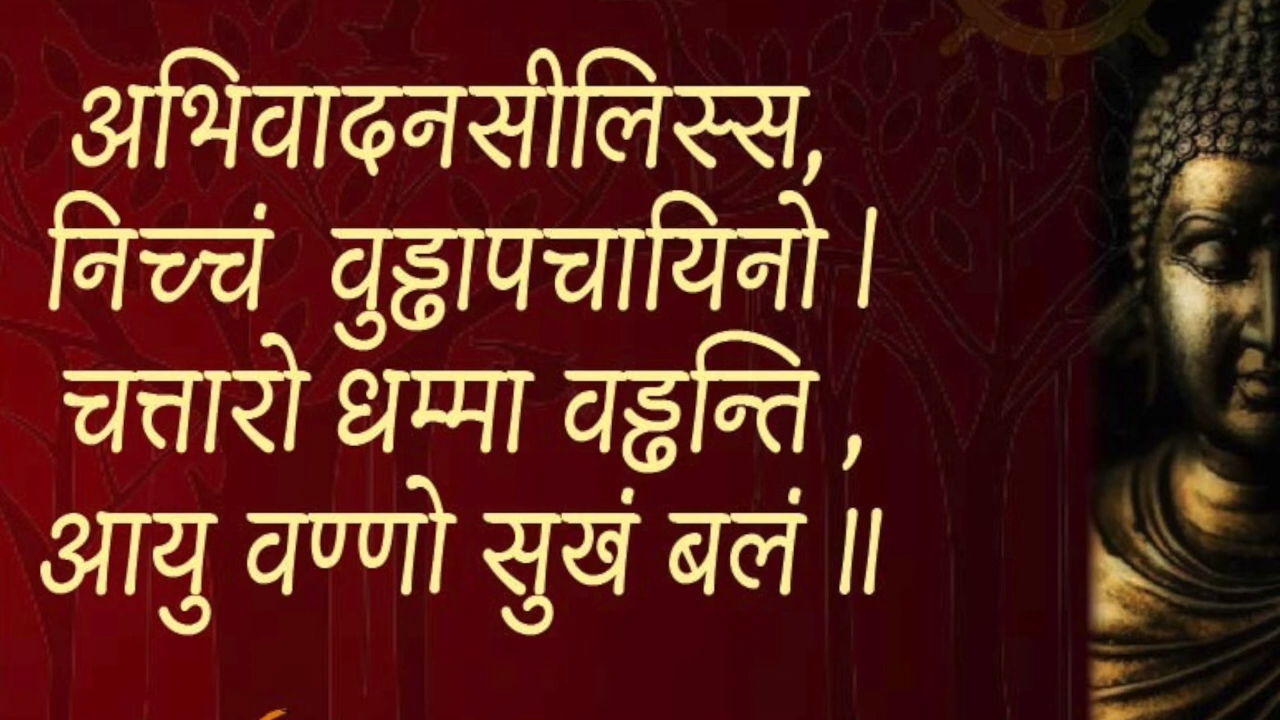 अभिवादनसीलिस्स,
निच्चं वुड्ढापचायिनो।
चत्तारो धम्मा वड्ढन्ति ,
आयु वण्णो सुखं बलं ॥